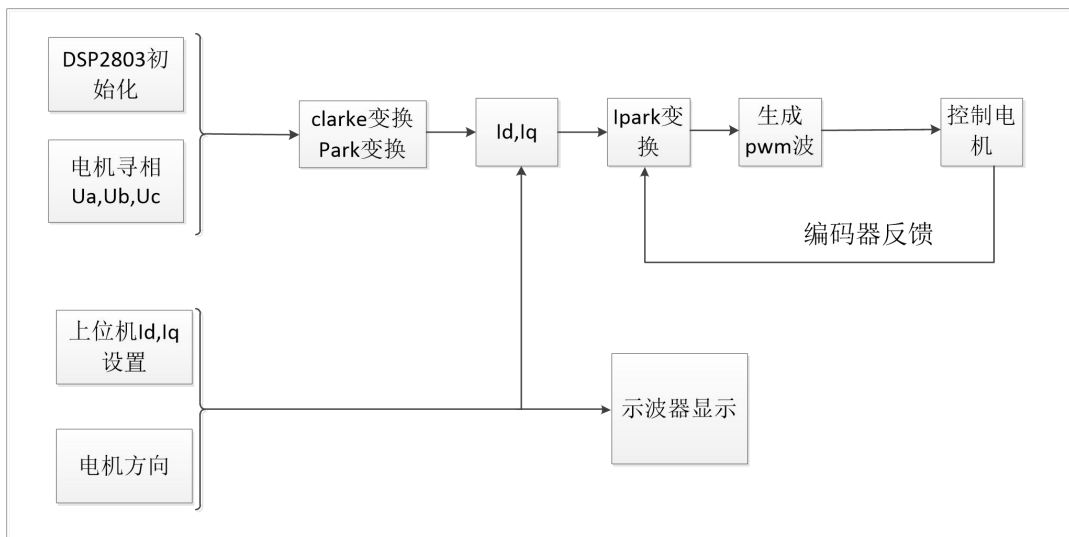 DSP2803初
始化
电机寻相
Ua,Ub,Uc
clarke变换
Park变换
Id,Iq
Ipark变
换
生成
pwm波
控制电
机
编码器反馈
上位机Id,Iq
设置
电机方向
示波器显示